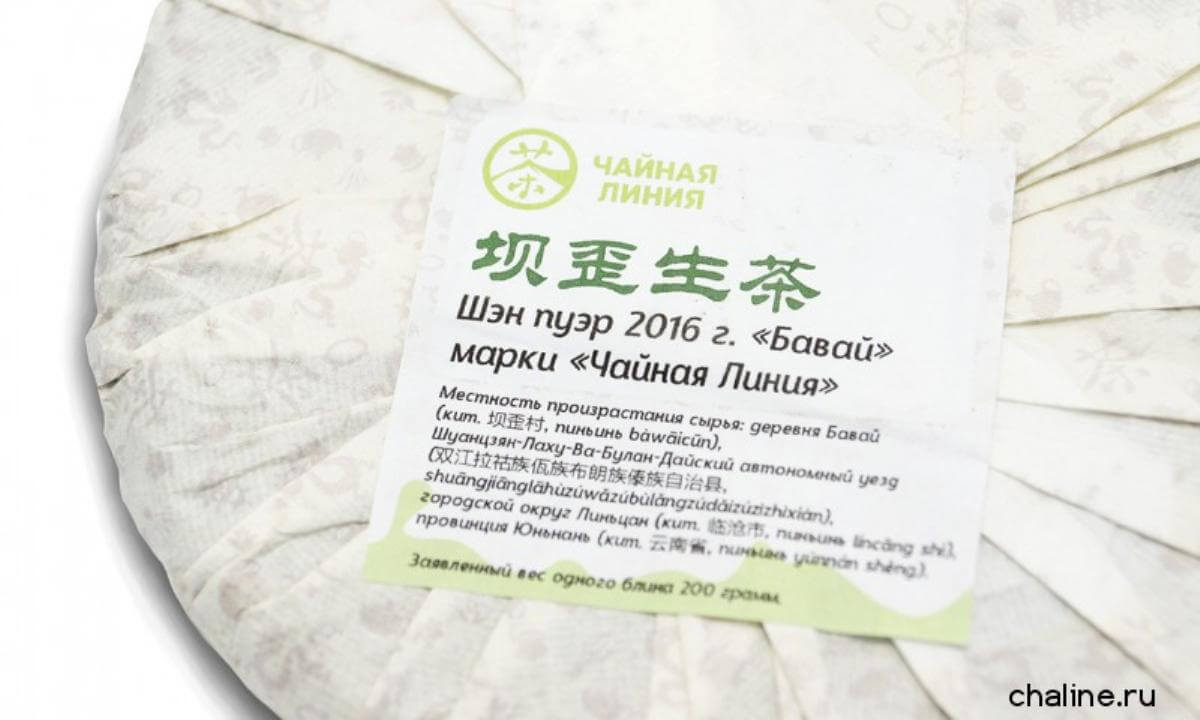 茶
ЧАЙНАЯ
ЛИНИЯ
坝歪生茶
Шэн пуэр 2016 г. «Бавай»
марки «Чайная Линия»
Местность произрастания сырья: деревня Бавай
(кит. 坝歪村, пиньинь bàwāicūn),
Шуанцзян-Лаху-Ва-Булан-Дайский автономный уезд
(双江拉祜族佤族布朗族傣族自治县,
shuāngjiānglāhùzúwǎzúbùlǎngzúdǎizúzìzhìxiàn),
городской округ Линьцан (кит. 临沧市, пиньинь líncāng shì),
провинция Юньнань (кит. 云南省, пиньинь yúnnán shěng).
Заявленный вес одного блина 200 грамм.
chaline.ru